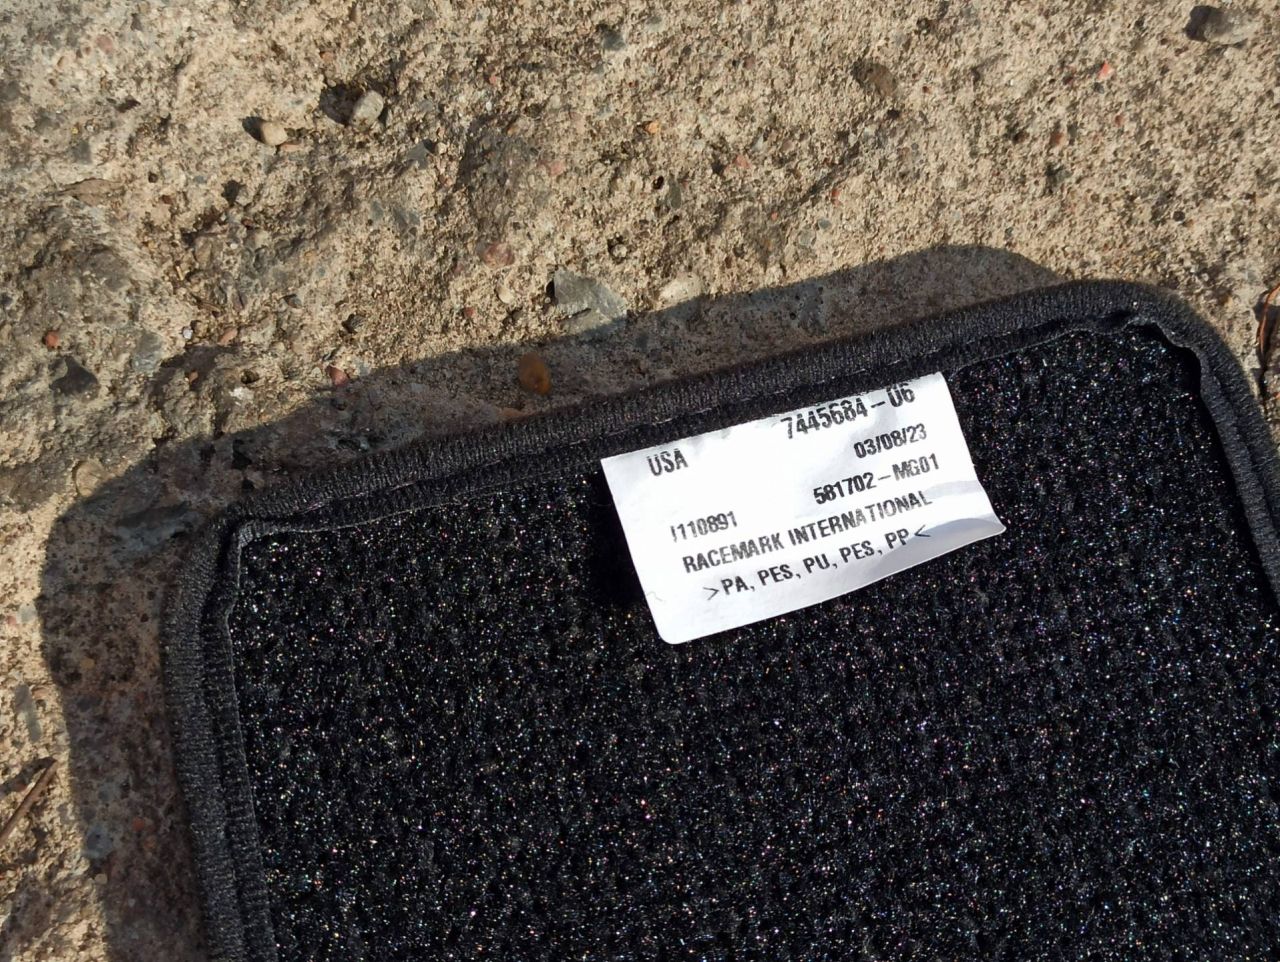 7445684-06
USA
03/08/23
581702-MG01
I110891
RACEMARK INTERNATIONAL
>PA, PES, PU, PES, PP<